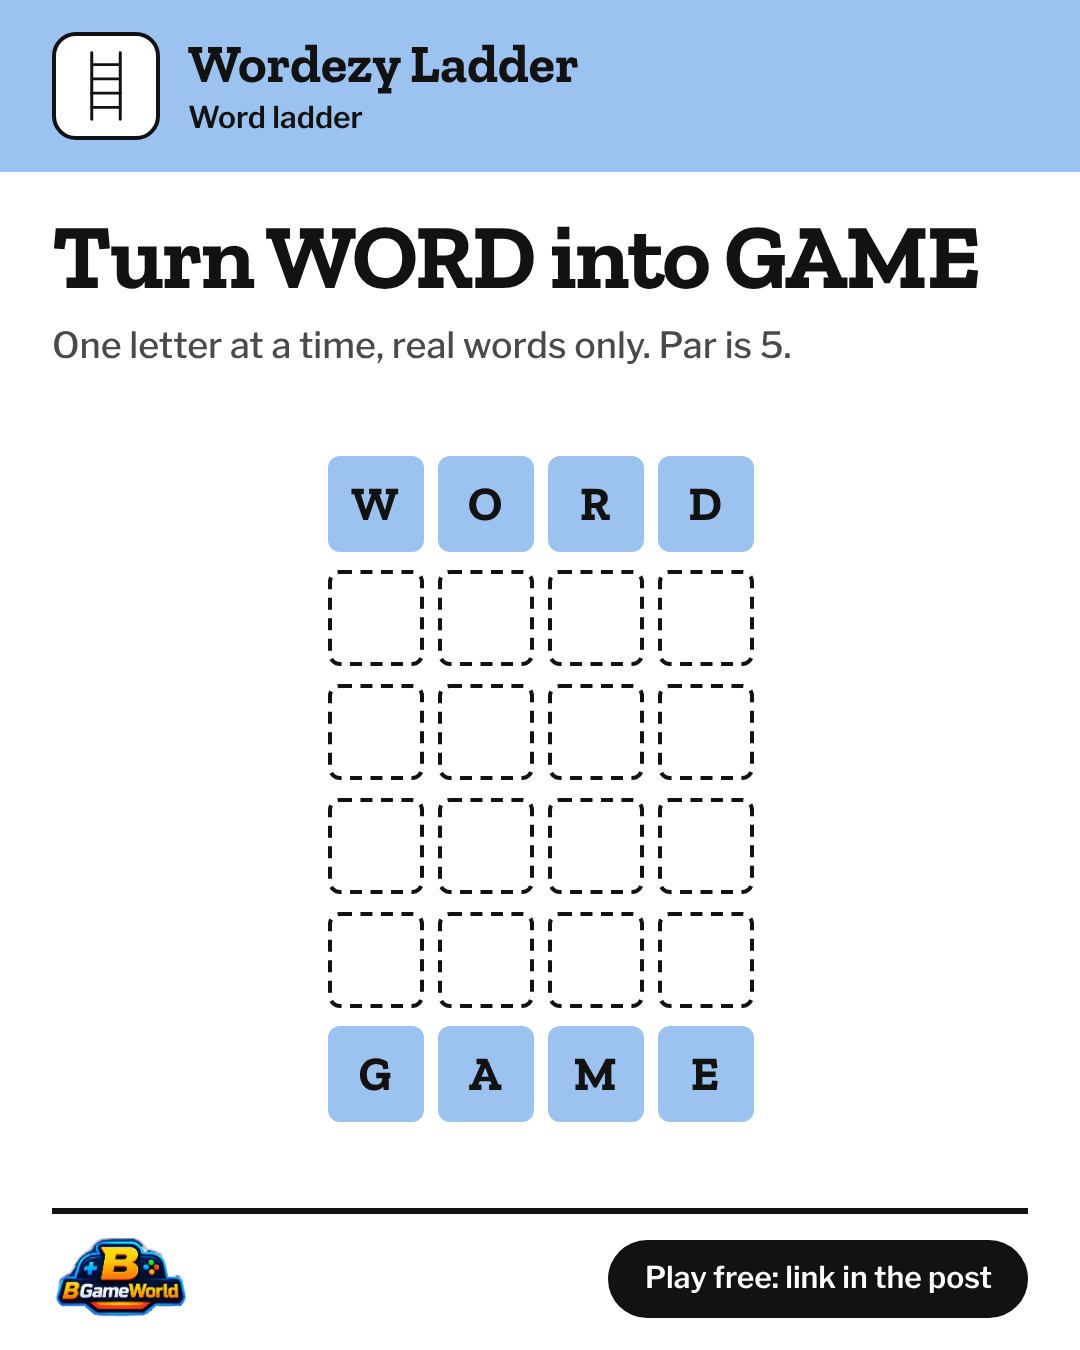 Wordezy Ladder
Word ladder
Turn WORD into GAME
One letter at a time, real words only. Par is 5.
W O R D
G A M E
B
BGameWorld
Play free: link in the post